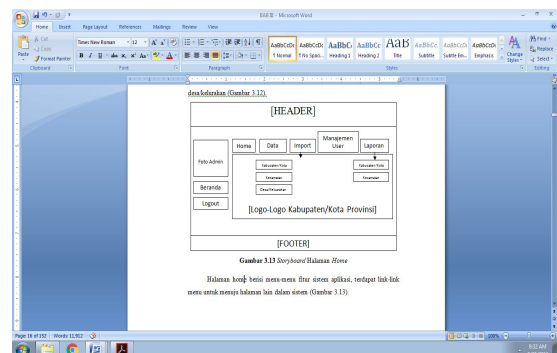 BAB III - Microsoft Word
Home Insert Page Layout References Mailings Review View
Cut
Copy
Paste
Format Painter
Clipboard
Times New Roman 12
Font
Paragraph
AaBbCcDc AaBbCcDc AaBbC AaBbCc AaB AaBbCc. AaBbCcDc AaBbCcDc
¶ Normal ¶ No Spaci... Heading 1 Heading 2 Title Subtitle Subtle Em... Emphasis
Styles
Change Styles
Find
Replace
Select
Editing
desa/kelurahan (Gambar 3.12).
[HEADER]
Home Data Import Manajemen User Laporan
Foto Admin
Beranda
Logout
Kabupaten/Kota
Kecamatan
Desa/Kelurahan
Kabupaten/Kota
Kecamatan
[Logo-Logo Kabupaten/Kota Provinsi]
[FOOTER]
Gambar 3.13 Storyboard Halaman Home
Halaman home berisi menu-menu fitur sistem aplikasi, terdapat link-link
menu untuk menuju halaman lain dalam sistem (Gambar 3.13).
Page: 16 of 152 Words: 11,912
100%
8:32 AM